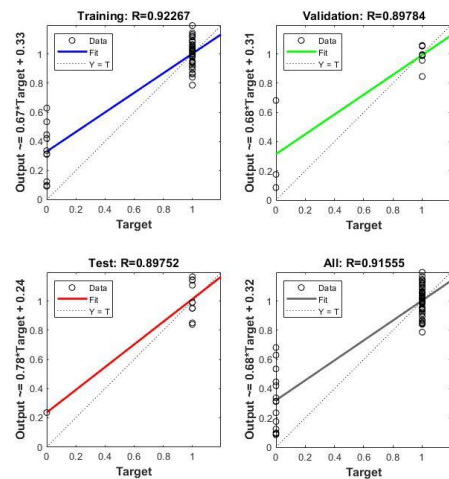 Training: R=0.92267
Output ~= 0.67*Target + 0.33
Data
Fit
Y = T
0
0.2
0.4
0.6
0.8
1
0
0.2
0.4
0.6
0.8
1
Target
Validation: R=0.89784
Output ~= 0.68*Target + 0.31
Data
Fit
Y = T
0
0.2
0.4
0.6
0.8
1
0
0.2
0.4
0.6
0.8
1
Target
Test: R=0.89752
Output ~= 0.78*Target + 0.24
Data
Fit
Y = T
0
0.2
0.4
0.6
0.8
1
0
0.2
0.4
0.6
0.8
1
Target
All: R=0.91555
Output ~= 0.68*Target + 0.32
Data
Fit
Y = T
0
0.2
0.4
0.6
0.8
1
0
0.2
0.4
0.6
0.8
1
Target